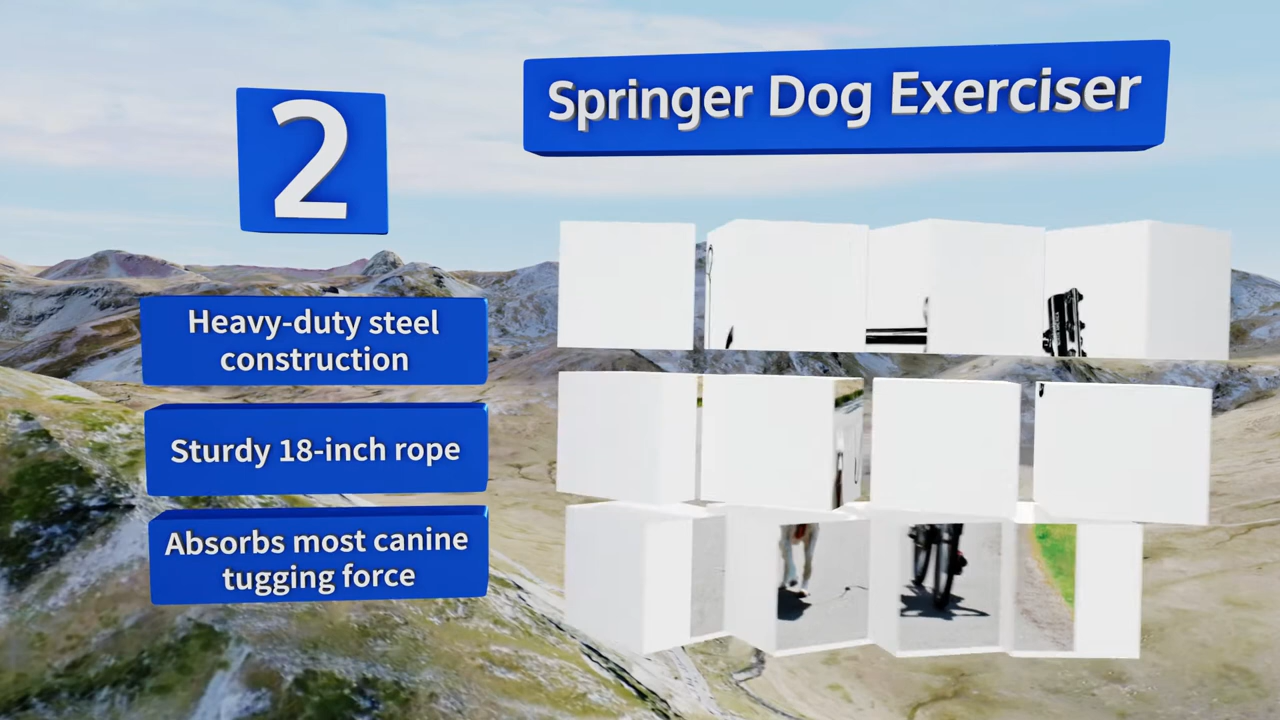 2
Springer Dog Exerciser
Heavy-duty steel
construction
Sturdy 18-inch rope
Absorbs most canine
tugging force